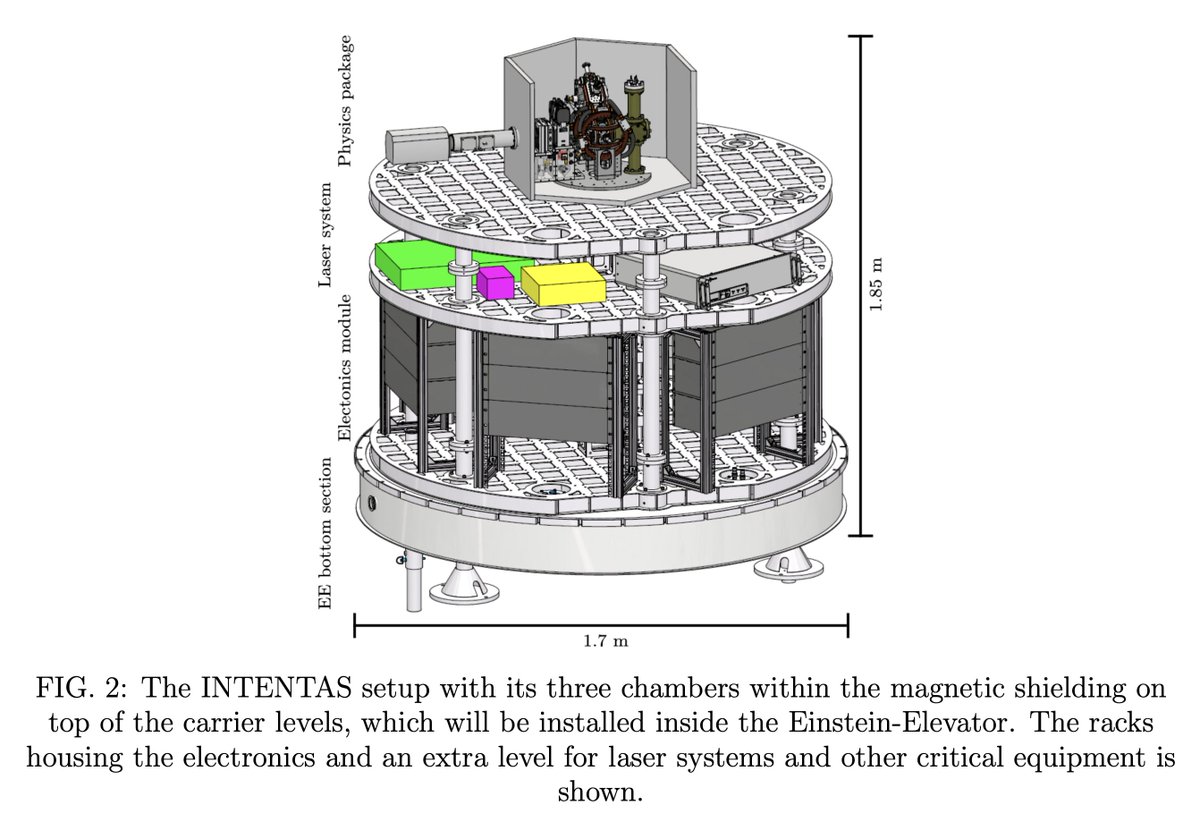 Physics package
Laser system
Electonics module
EE bottom section
1.85 m
1.7 m
FIG. 2: The INTENTAS setup with its three chambers within the magnetic shielding on
top of the carrier levels, which will be installed inside the Einstein-Elevator. The racks
housing the electronics and an extra level for laser systems and other critical equipment is
shown.